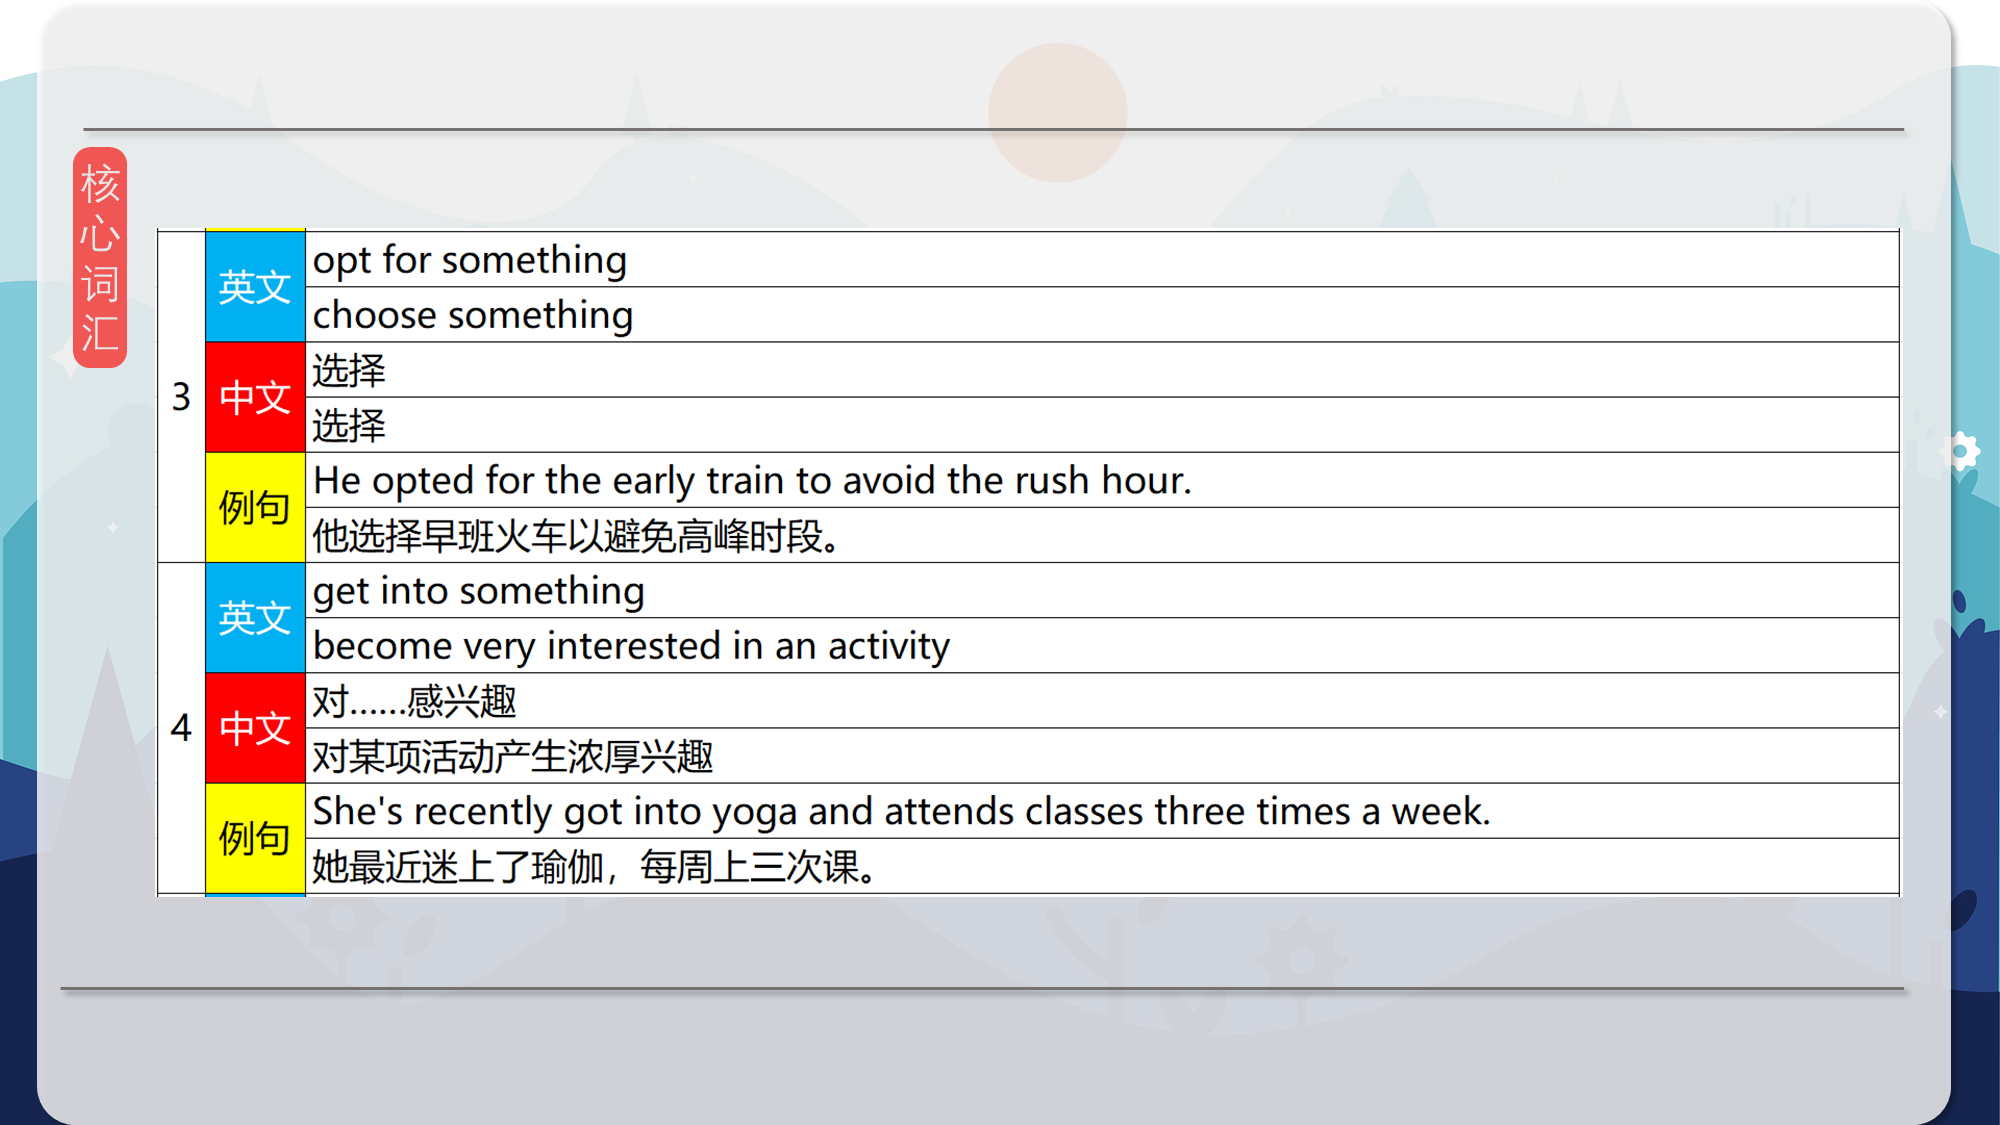 核心词汇
3
英文
opt for something
choose something
中文
选择
选择
例句
He opted for the early train to avoid the rush hour.
他选择早班火车以避免高峰时段。
4
英文
get into something
become very interested in an activity
中文
对……感兴趣
对某项活动产生浓厚兴趣
例句
She's recently got into yoga and attends classes three times a week.
她最近迷上了瑜伽，每周上三次课。